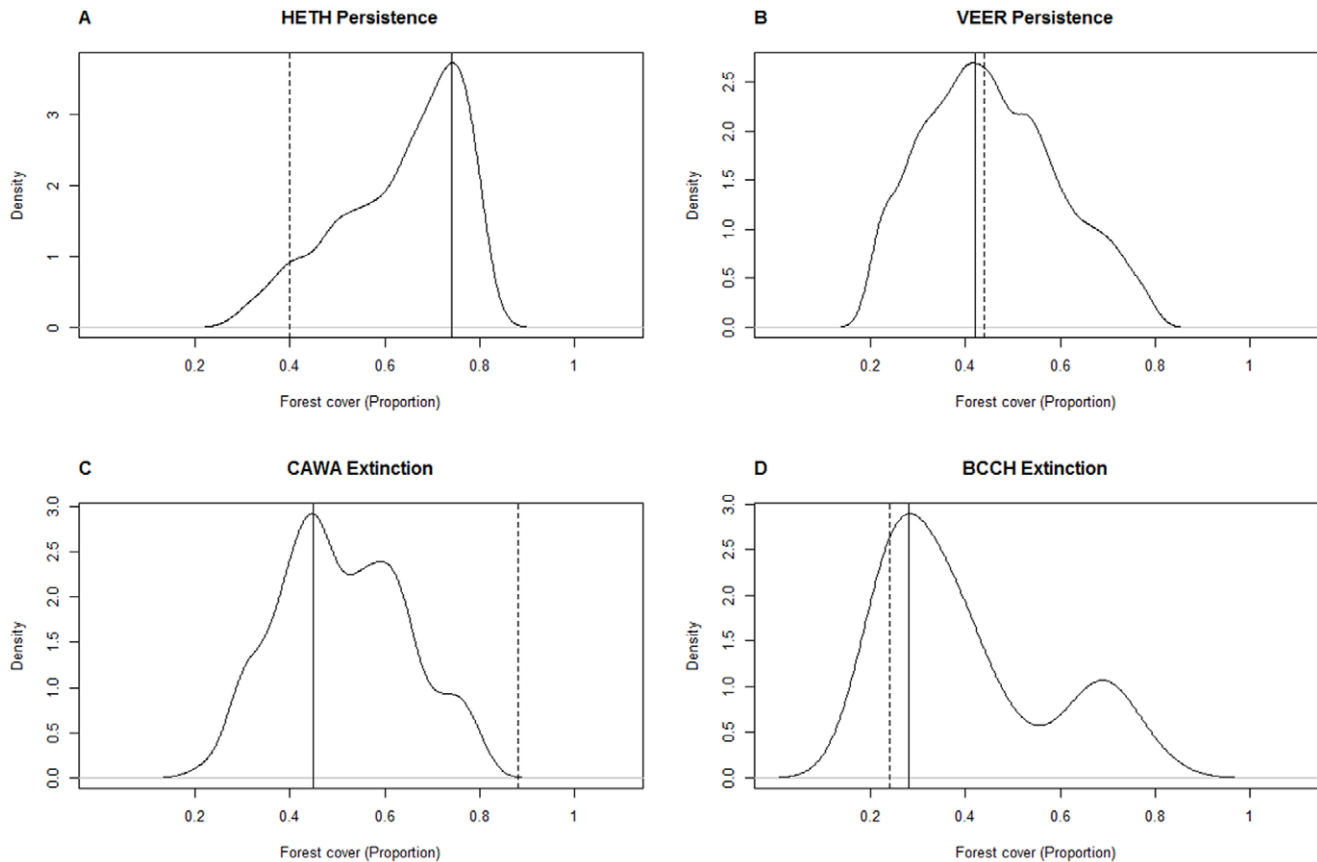 A HETH Persistence
Density
0 1 2 3
0.2 0.4 0.6 0.8 1
Forest cover (Proportion)
B VEER Persistence
Density
0.0 0.5 1.0 1.5 2.0 2.5
0.2 0.4 0.6 0.8 1
Forest cover (Proportion)
C CAWA Extinction
Density
0.0 0.5 1.0 1.5 2.0 2.5 3.0
0.2 0.4 0.6 0.8 1
Forest cover (Proportion)
D BCCH Extinction
Density
0.0 0.5 1.0 1.5 2.0 2.5 3.0
0.2 0.4 0.6 0.8 1
Forest cover (Proportion)